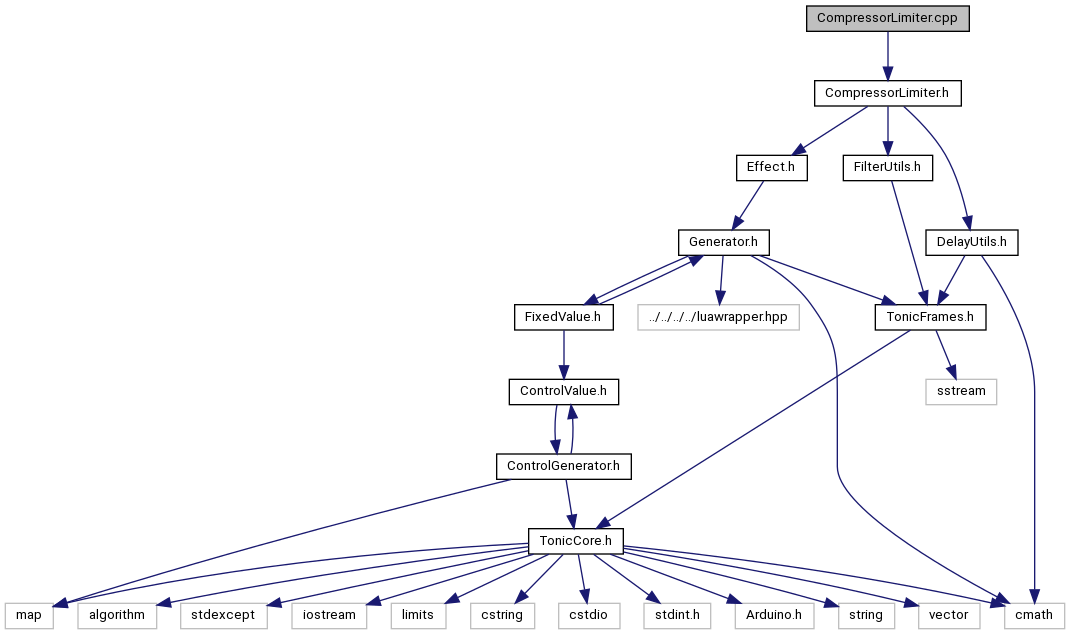 CompressorLimiter.cpp
CompressorLimiter.h
Effect.h
FilterUtils.h
Generator.h
DelayUtils.h
FixedValue.h
../../../../luawrapper.hpp
TonicFrames.h
ControlValue.h
sstream
ControlGenerator.h
TonicCore.h
map
algorithm
stdexcept
iostream
limits
cstring
cstdio
stdint.h
Arduino.h
string
vector
cmath